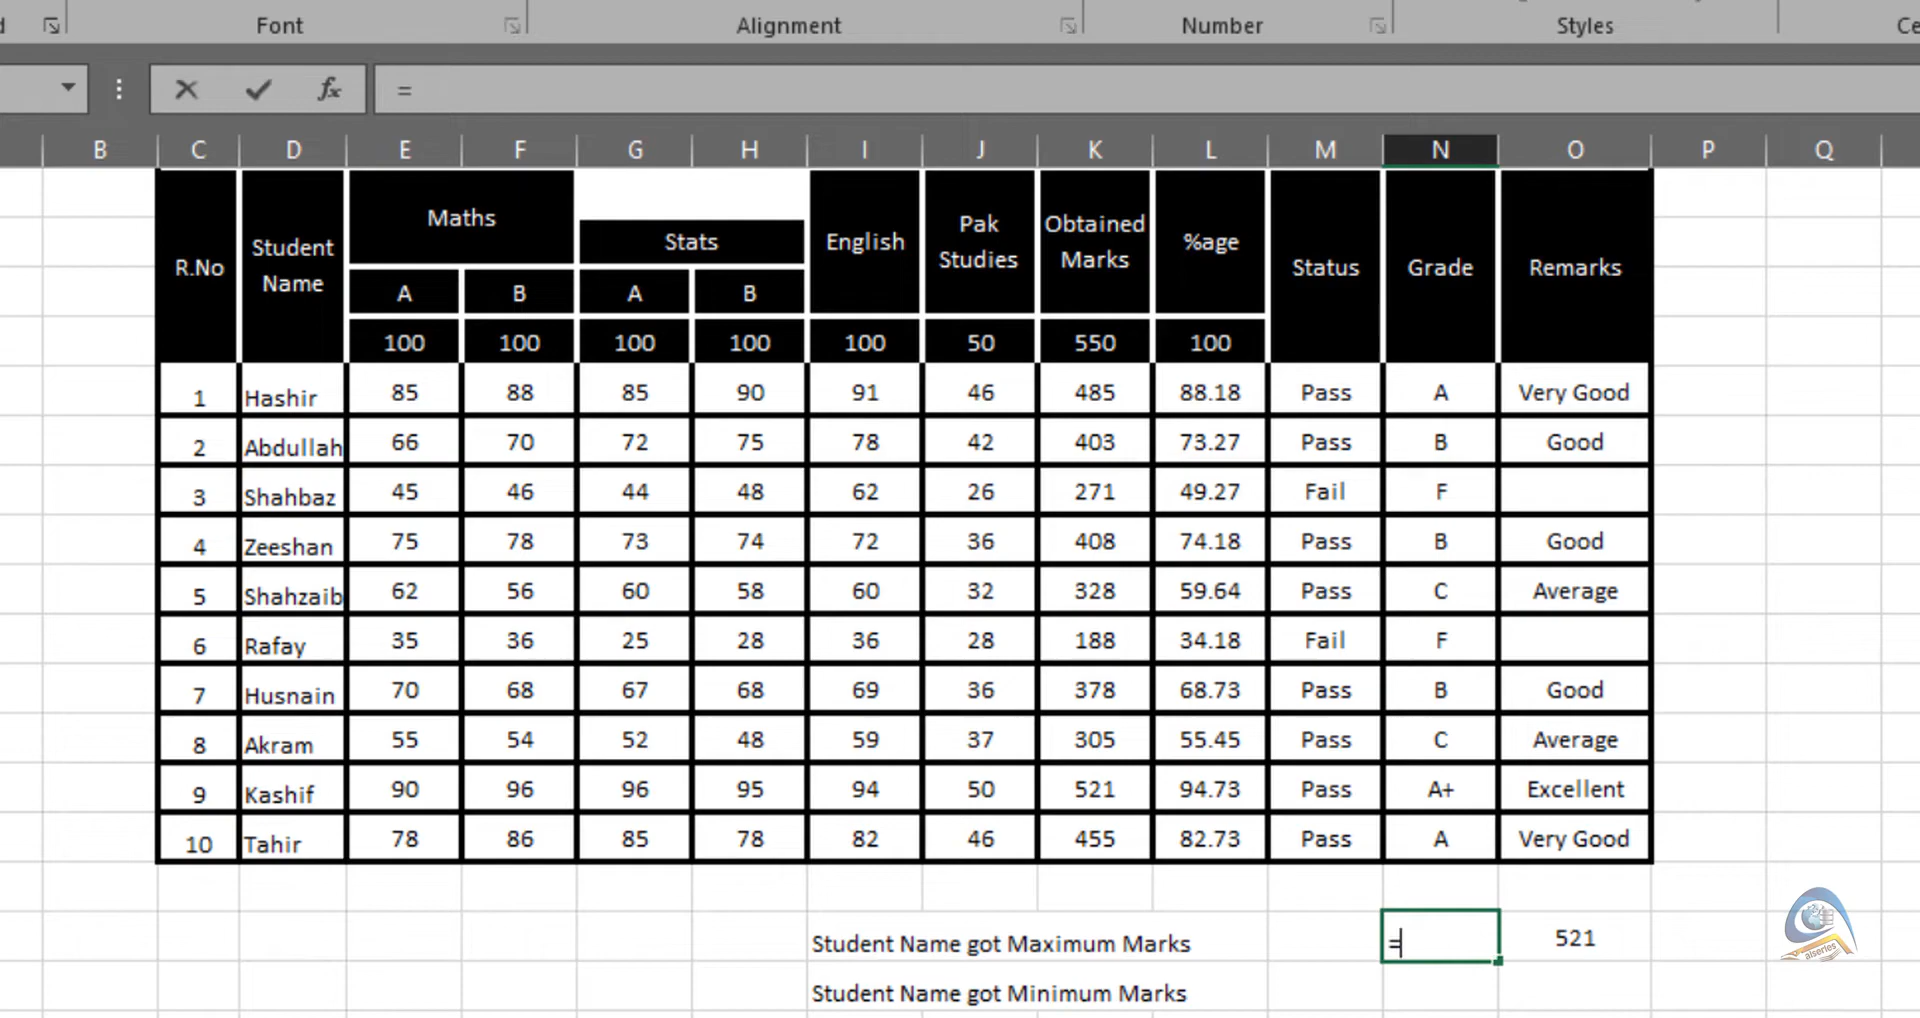 Font Alignment Number Styles
fx =
B C D E F G H I J K L M N O P Q
R.No Student Name Maths Stats English Pak Studies Obtained Marks %age Status Grade Remarks
A B A B
100 100 100 100 100 50 550 100
1 Hashir 85 88 85 90 91 46 485 88.18 Pass A Very Good
2 Abdullah 66 70 72 75 78 42 403 73.27 Pass B Good
3 Shahbaz 45 46 44 48 62 26 271 49.27 Fail F
4 Zeeshan 75 78 73 74 72 36 408 74.18 Pass B Good
5 Shahzaib 62 56 60 58 60 32 328 59.64 Pass C Average
6 Rafay 35 36 25 28 36 28 188 34.18 Fail F
7 Husnain 70 68 67 68 69 36 378 68.73 Pass B Good
8 Akram 55 54 52 48 59 37 305 55.45 Pass C Average
9 Kashif 90 96 96 95 94 50 521 94.73 Pass A+ Excellent
10 Tahir 78 86 85 78 82 46 455 82.73 Pass A Very Good
Student Name got Maximum Marks = 521
aiseries
Student Name got Minimum Marks